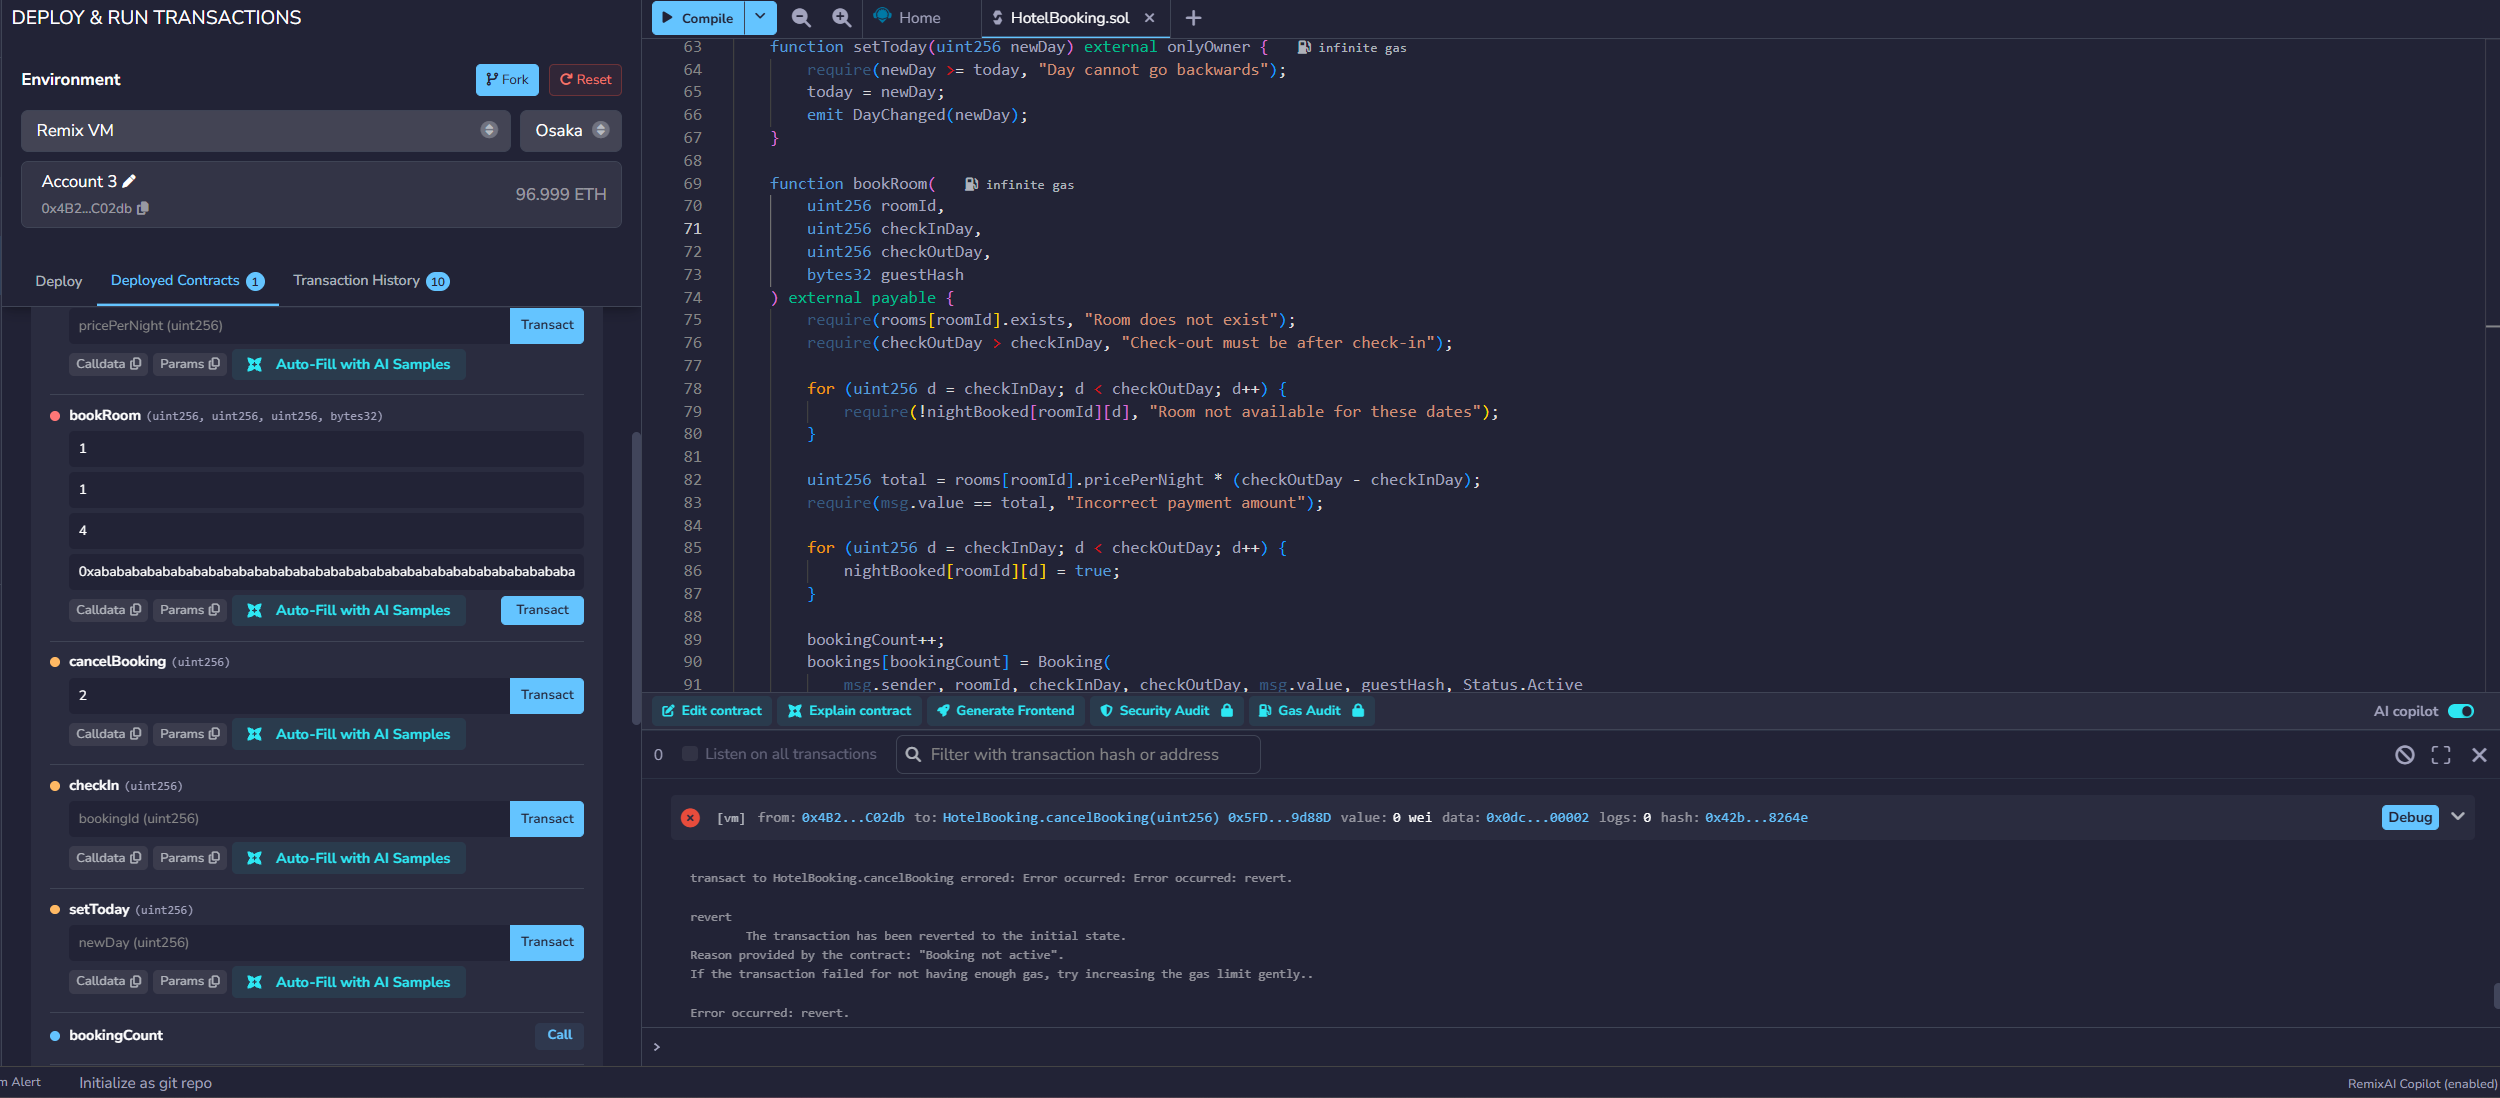 DEPLOY & RUN TRANSACTIONS
Environment
Fork
Reset
Remix VM
Osaka
Account 3
0x4B2...C02db
96.999 ETH
Deploy
Deployed Contracts 1
Transaction History 10
pricePerNight (uint256)
Transact
Calldata
Params
Auto-Fill with AI Samples
bookRoom (uint256, uint256, uint256, bytes32)
1
1
4
Calldata
Params
Auto-Fill with AI Samples
Transact
cancelBooking (uint256)
2
Transact
Calldata
Params
Auto-Fill with AI Samples
checkIn (uint256)
bookingId (uint256)
Transact
Calldata
Params
Auto-Fill with AI Samples
setToday (uint256)
newDay (uint256)
Transact
Calldata
Params
Auto-Fill with AI Samples
bookingCount
Call
Compile
Home
HotelBooking.sol
63 function setToday(uint256 newDay) external onlyOwner { infinite gas
64 require(newDay >= today, "Day cannot go backwards");
65 today = newDay;
66 emit DayChanged(newDay);
67 }
68
69 function bookRoom( infinite gas
70 uint256 roomId,
71 uint256 checkInDay,
72 uint256 checkOutDay,
73 bytes32 guestHash
74 ) external payable {
75 require(rooms[roomId].exists, "Room does not exist");
76 require(checkOutDay > checkInDay, "Check-out must be after check-in");
77
78 for (uint256 d = checkInDay; d < checkOutDay; d++) {
79 require(!nightBooked[roomId][d], "Room not available for these dates");
80 }
81
82 uint256 total = rooms[roomId].pricePerNight * (checkOutDay - checkInDay);
83 require(msg.value == total, "Incorrect payment amount");
84
85 for (uint256 d = checkInDay; d < checkOutDay; d++) {
86 nightBooked[roomId][d] = true;
87 }
88
89 bookingCount++;
90 bookings[bookingCount] = Booking(
91 msg.sender, roomId, checkInDay, checkOutDay, msg.value, guestHash, Status.Active
Edit contract
Explain contract
Generate Frontend
Security Audit
Gas Audit
AI copilot
0
Listen on all transactions
Filter with transaction hash or address
[vm] from: 0x4B2...C02db to: HotelBooking.cancelBooking(uint256) 0x5FD...9d88D value: 0 wei data: 0x0dc...00002 logs: 0 hash: 0x42b...8264e
Debug
transact to HotelBooking.cancelBooking errored: Error occurred: Error occurred: revert.
revert
The transaction has been reverted to the initial state.
Reason provided by the contract: "Booking not active".
If the transaction failed for not having enough gas, try increasing the gas limit gently..
Error occurred: revert.
>
m Alert
Initialize as git repo
RemixAI Copilot (enabled)